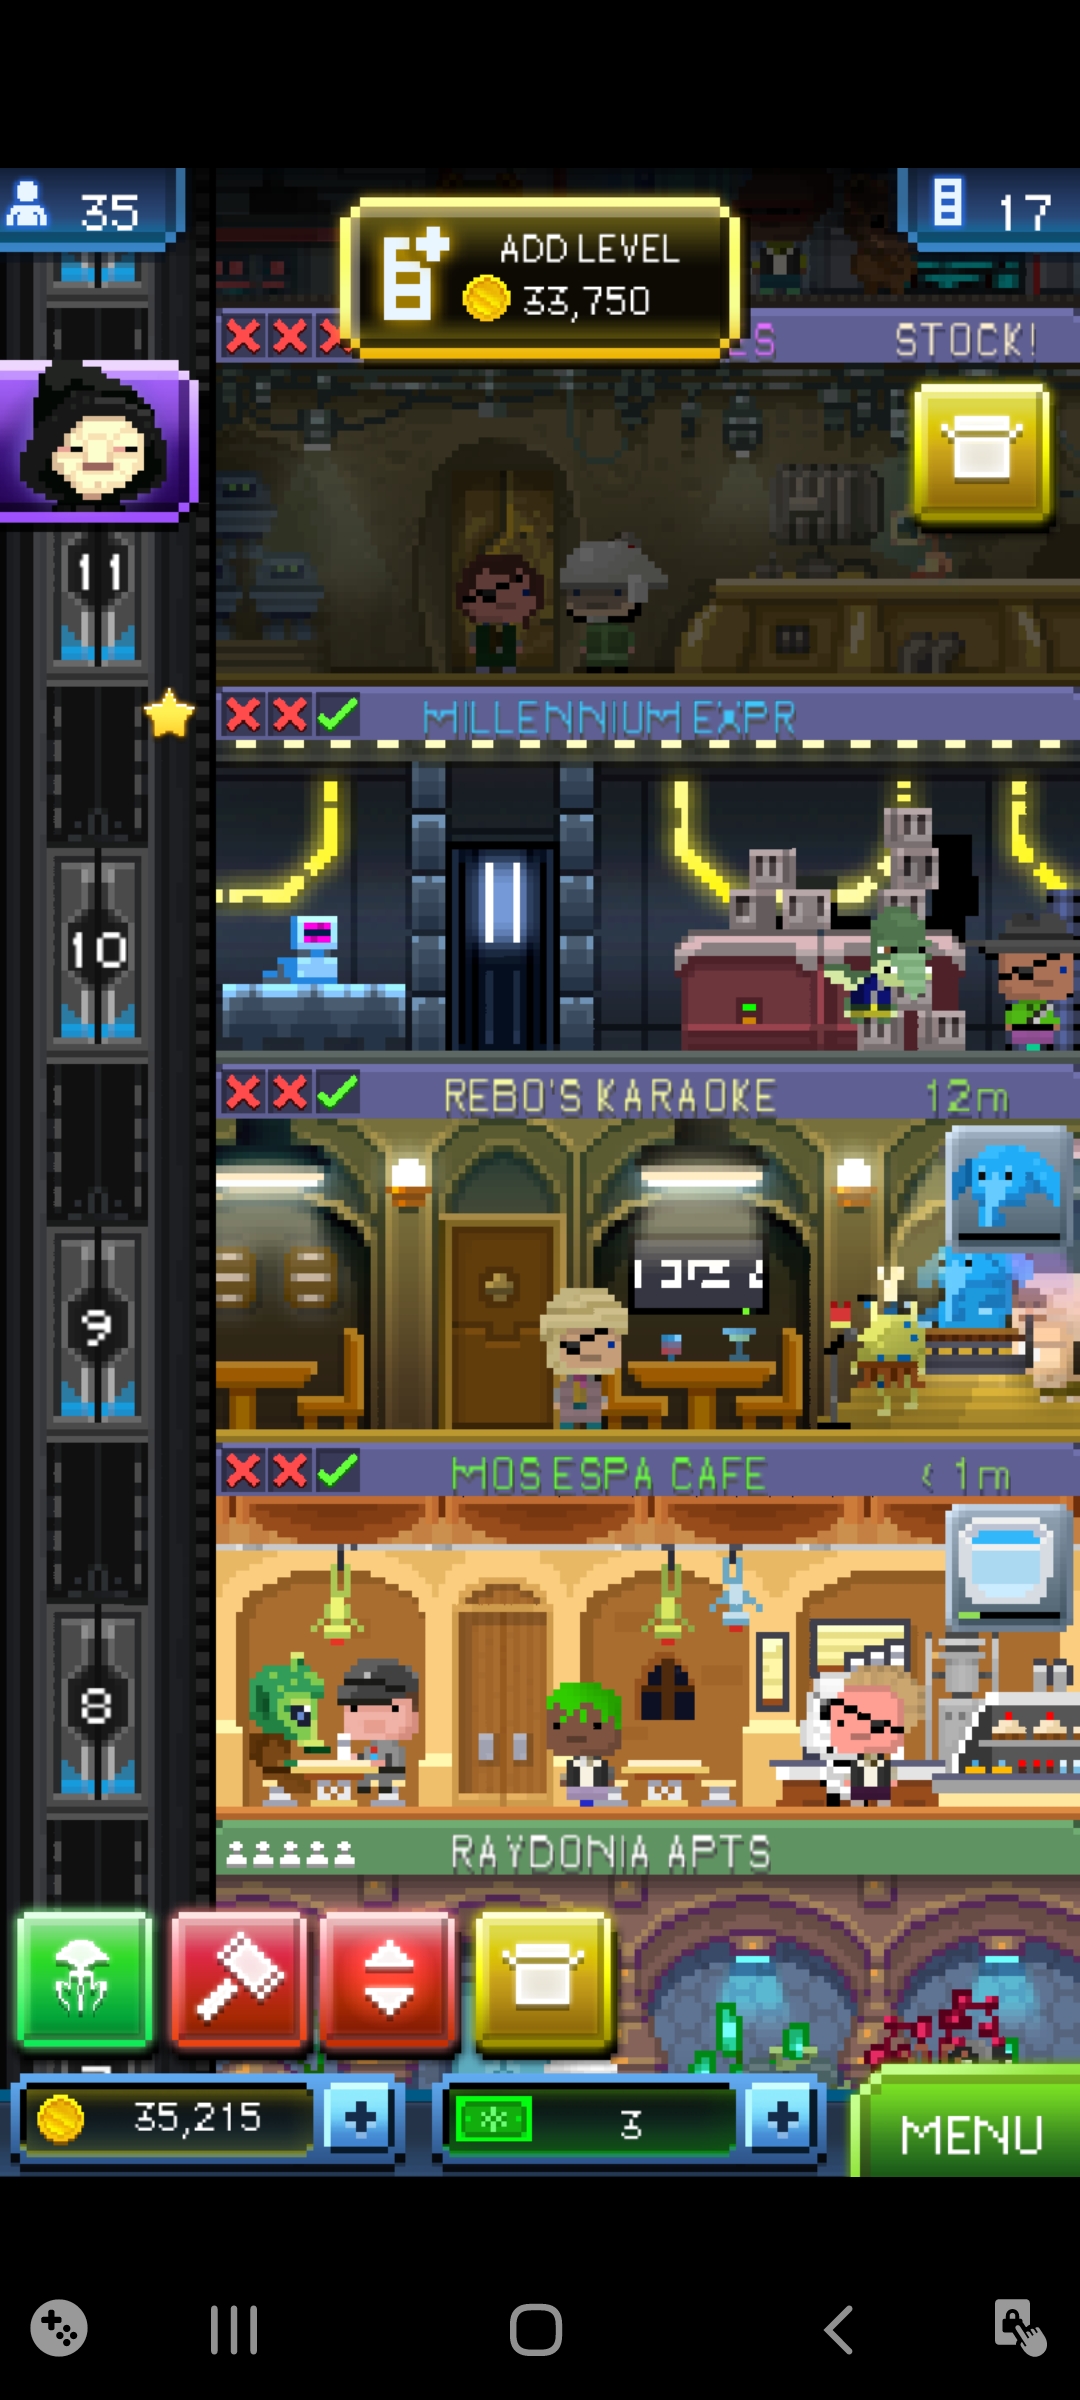 35
ADD LEVEL
33,750
17
STOCK!
11
MILLENNIUM EXPR
10
REBO'S KARAOKE 12m
9
MOS ESPA CAFE < 1m
8
RAYDONIA APTS
35,215
3
MENU